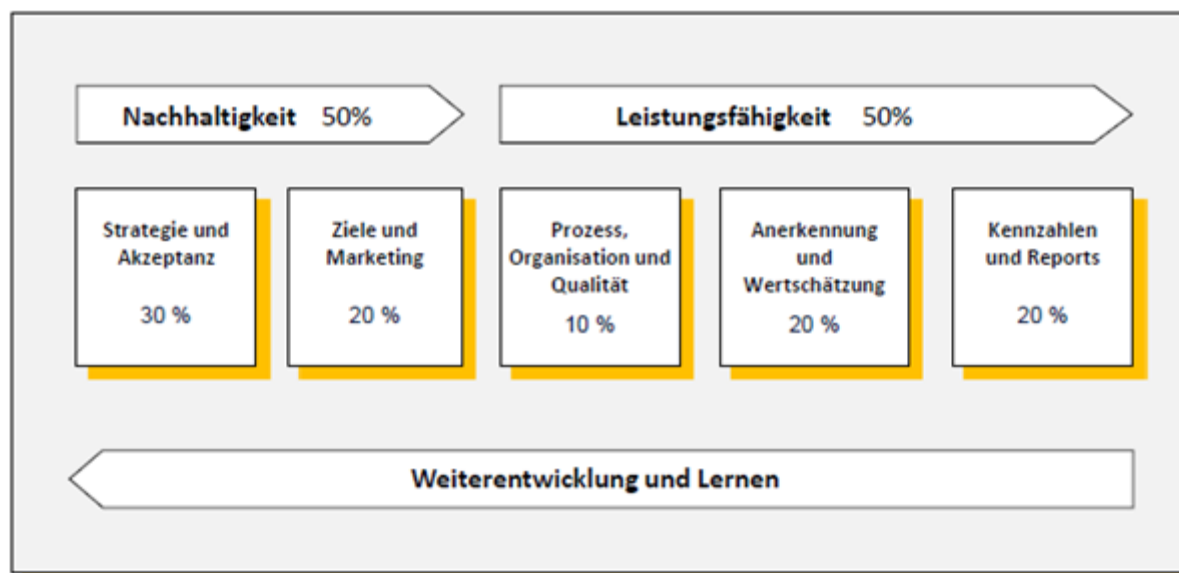 Nachhaltigkeit 50%
Leistungsfähigkeit 50%
Strategie und
Akzeptanz
30 %
Ziele und
Marketing
20 %
Prozess,
Organisation und
Qualität
10 %
Anerkennung
und
Wertschätzung
20 %
Kennzahlen
und Reports
20 %
Weiterentwicklung und Lernen